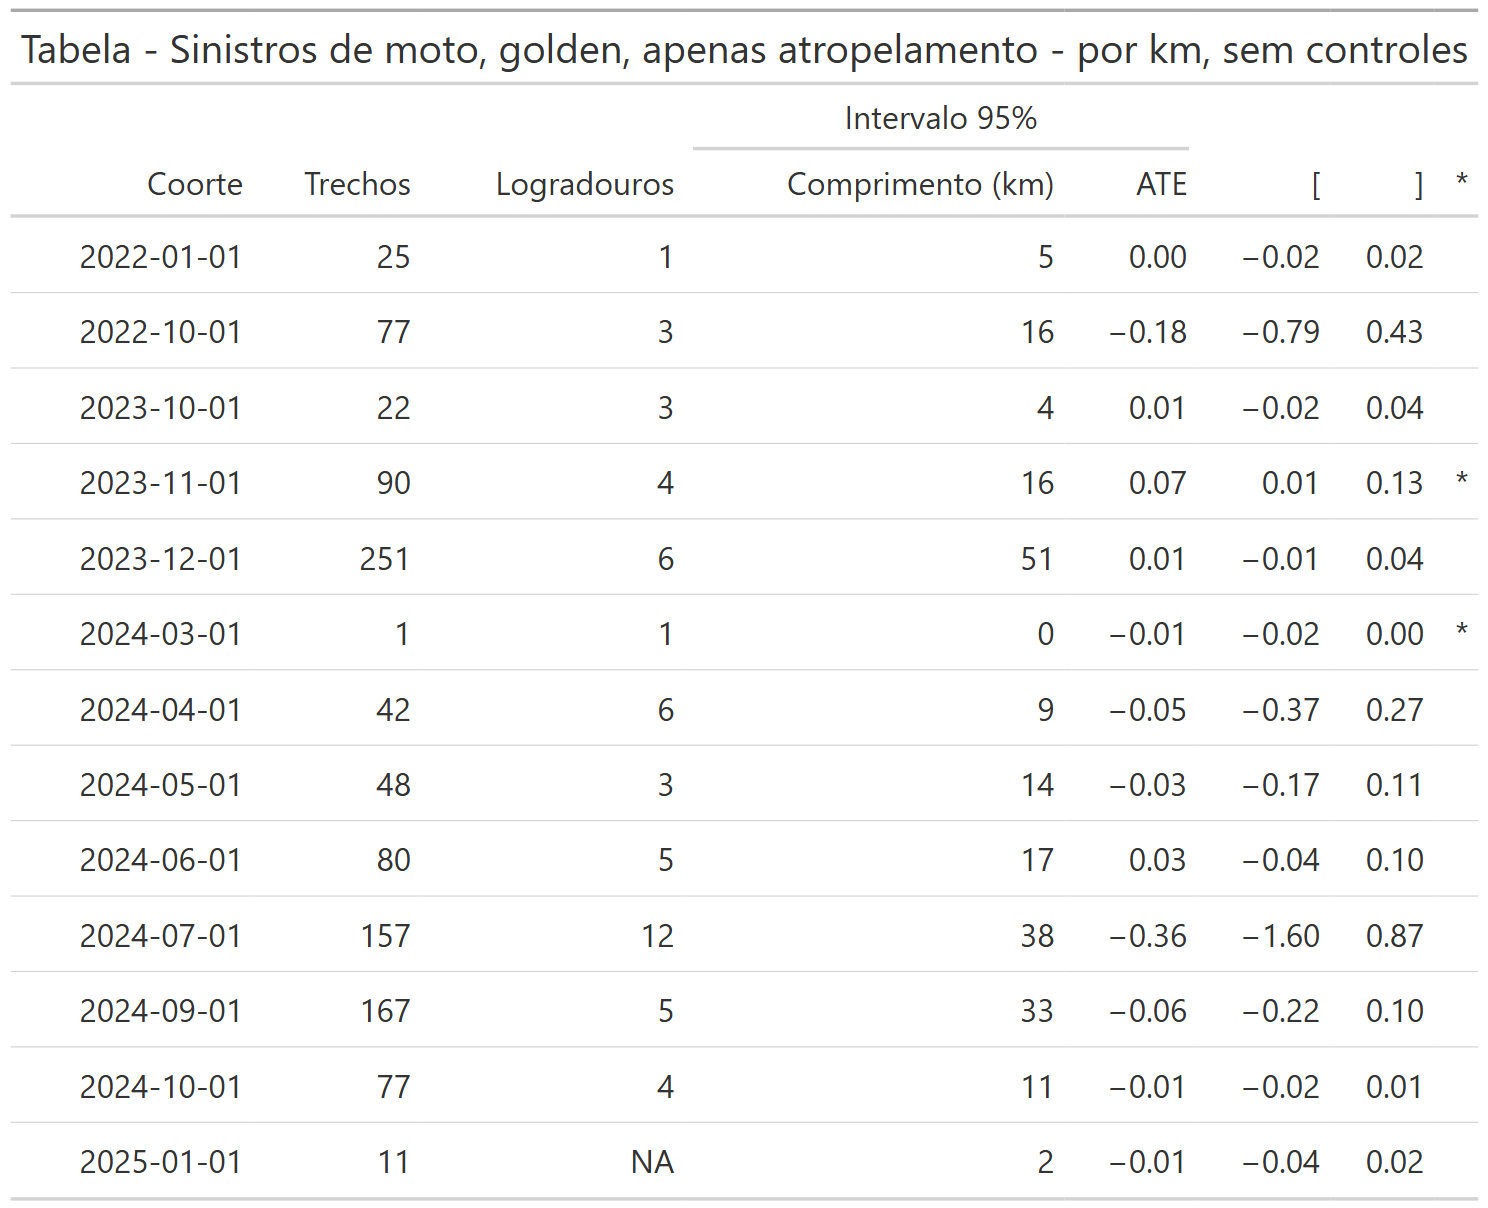 Tabela - Sinistros de moto, golden, apenas atropelamento - por km, sem controles
Intervalo 95%
Coorte Trechos Logradouros Comprimento (km) ATE [ ] *
2022-01-01 25 1 5 0.00 −0.02 0.02
2022-10-01 77 3 16 −0.18 −0.79 0.43
2023-10-01 22 3 4 0.01 −0.02 0.04
2023-11-01 90 4 16 0.07 0.01 0.13 *
2023-12-01 251 6 51 0.01 −0.01 0.04
2024-03-01 1 1 0 −0.01 −0.02 0.00 *
2024-04-01 42 6 9 −0.05 −0.37 0.27
2024-05-01 48 3 14 −0.03 −0.17 0.11
2024-06-01 80 5 17 0.03 −0.04 0.10
2024-07-01 157 12 38 −0.36 −1.60 0.87
2024-09-01 167 5 33 −0.06 −0.22 0.10
2024-10-01 77 4 11 −0.01 −0.02 0.01
2025-01-01 11 NA 2 −0.01 −0.04 0.02